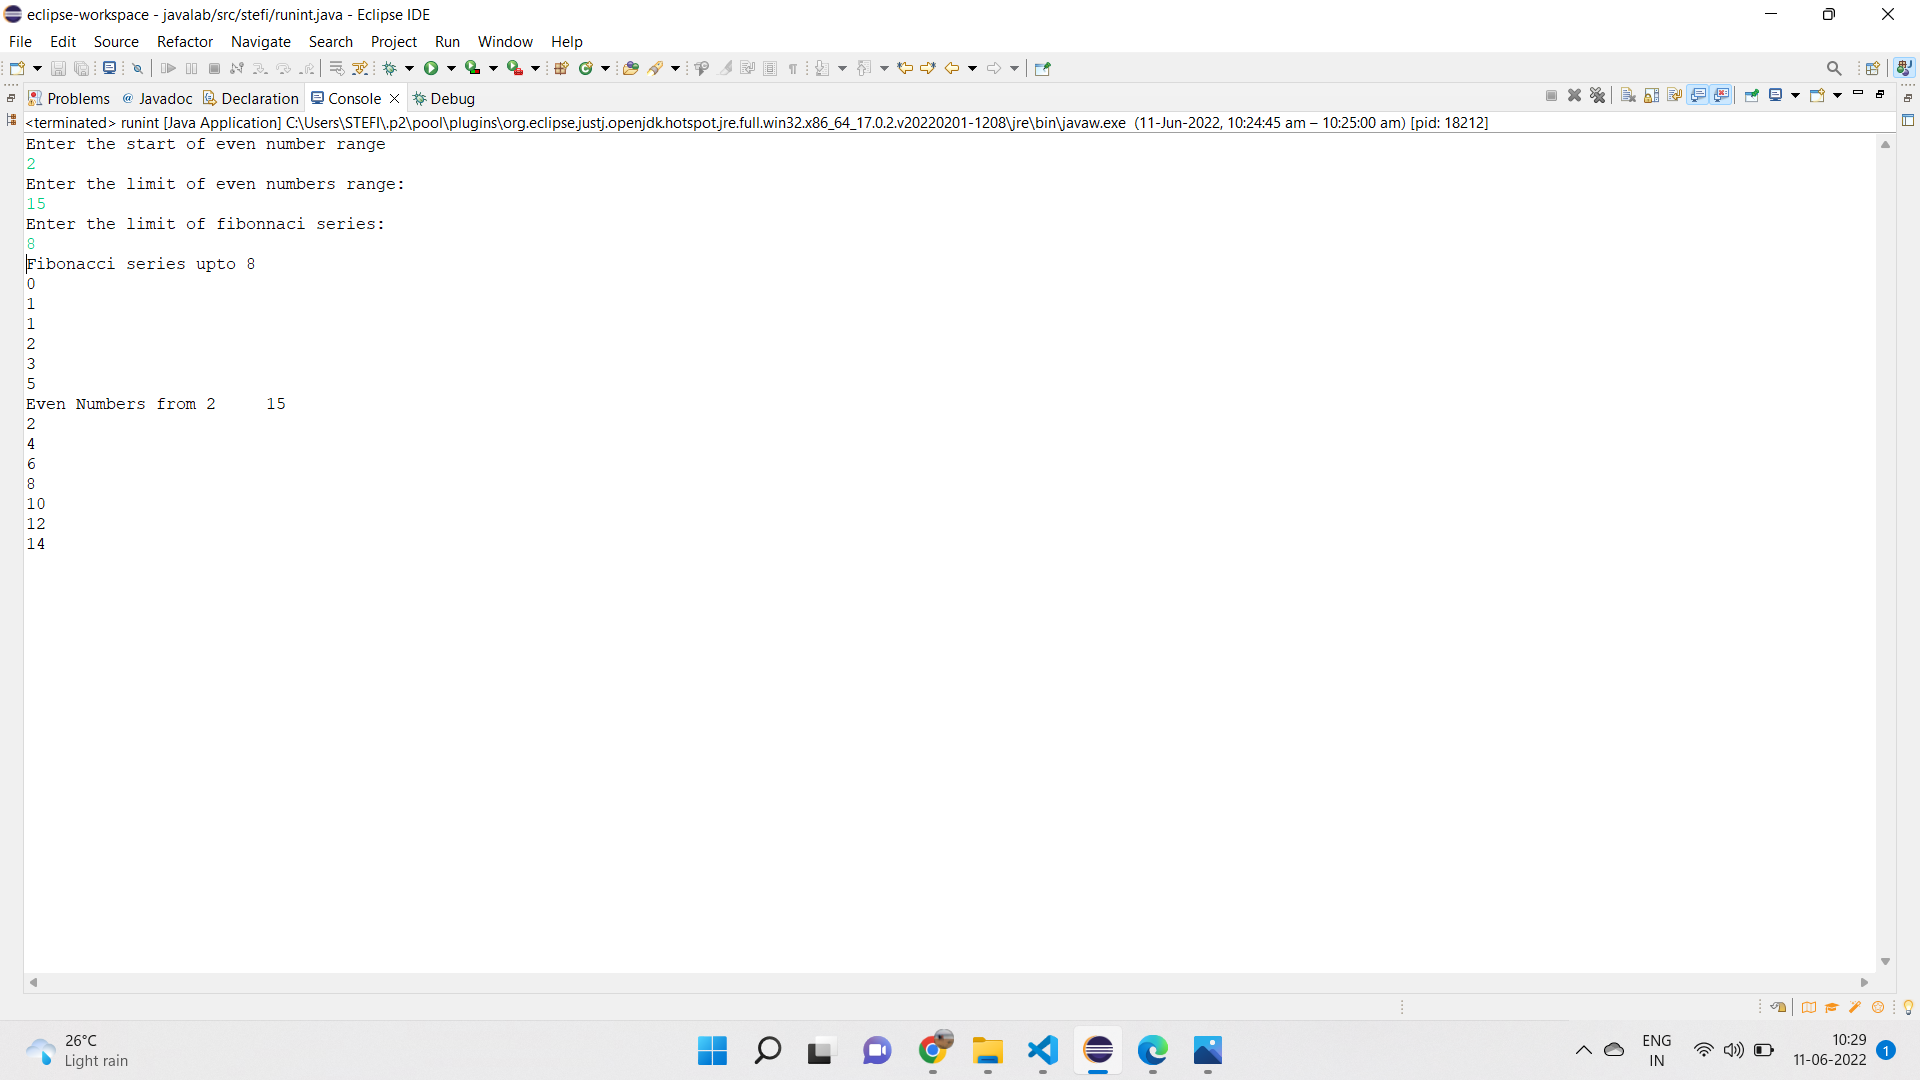 eclipse-workspace - javalab/src/stefi/runint.java - Eclipse IDE
File Edit Source Refactor Navigate Search Project Run Window Help
Problems @ Javadoc Declaration Console Debug
<terminated> runint [Java Application] C:\Users\STEFI\.p2\pool\plugins\org.eclipse.justj.openjdk.hotspot.jre.full.win32.x86_64_17.0.2.v20220201-1208\jre\bin\javaw.exe (11-Jun-2022, 10:24:45 am – 10:25:00 am) [pid: 18212]
Enter the start of even number range
2
Enter the limit of even numbers range:
15
Enter the limit of fibonnaci series:
8
Fibonacci series upto 8
0
1
1
2
3
5
Even Numbers from 2     15
2
4
6
8
10
12
14
26°C
Light rain
ENG
IN
10:29
11-06-2022
1